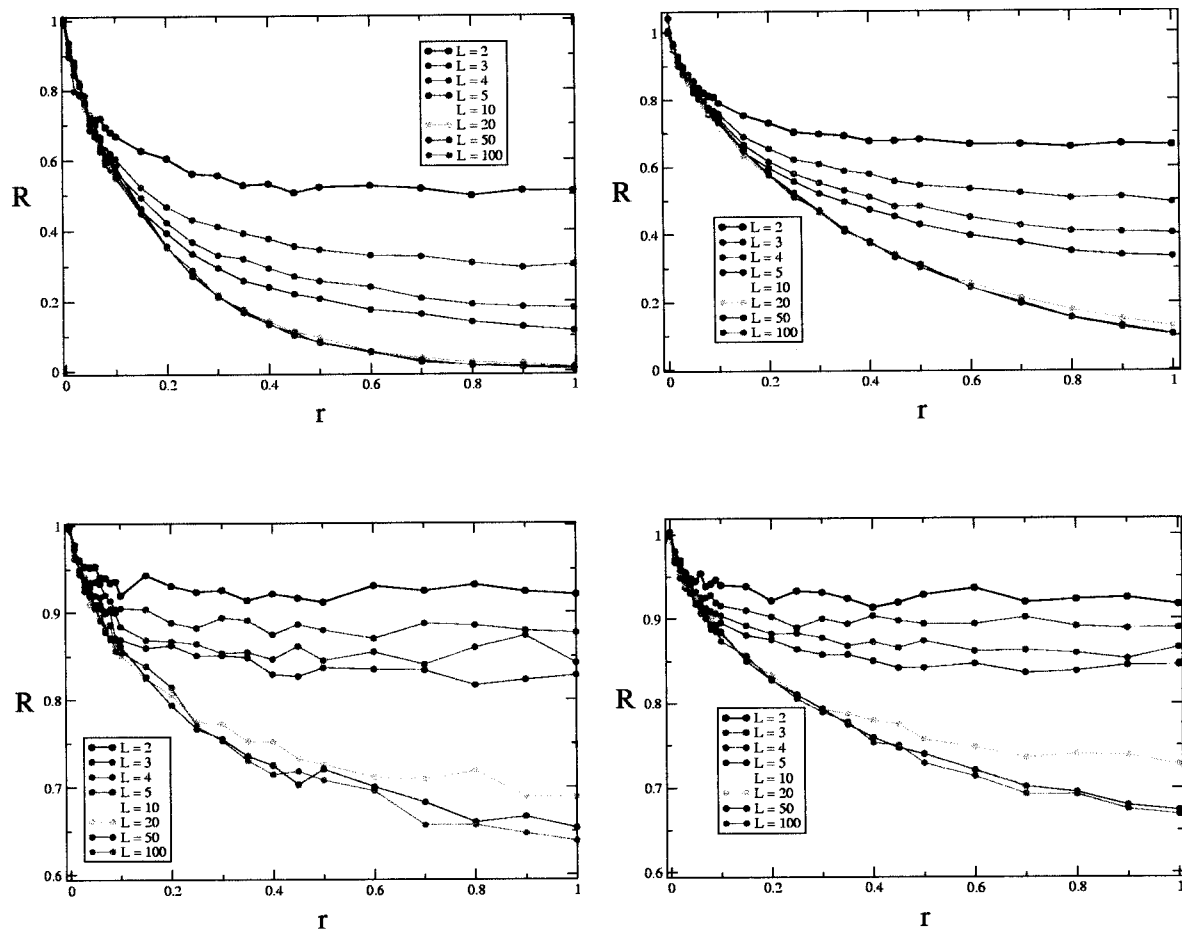 1
0.8
0.6
0.4
0.2
0
R
0
0.2
0.4
0.6
0.8
1
r
L = 2
L = 3
L = 4
L = 5
L = 10
L = 20
L = 50
L = 100
1
0.8
0.6
0.4
0.2
0
R
0
0.2
0.4
0.6
0.8
1
r
L = 2
L = 3
L = 4
L = 5
L = 10
L = 20
L = 50
L = 100
1
0.9
0.8
0.7
0.6
R
0
0.2
0.4
0.6
0.8
1
r
L = 2
L = 3
L = 4
L = 5
L = 10
L = 20
L = 50
L = 100
1
0.9
0.8
0.7
0.6
R
0
0.2
0.4
0.6
0.8
1
r
L = 2
L = 3
L = 4
L = 5
L = 10
L = 20
L = 50
L = 100